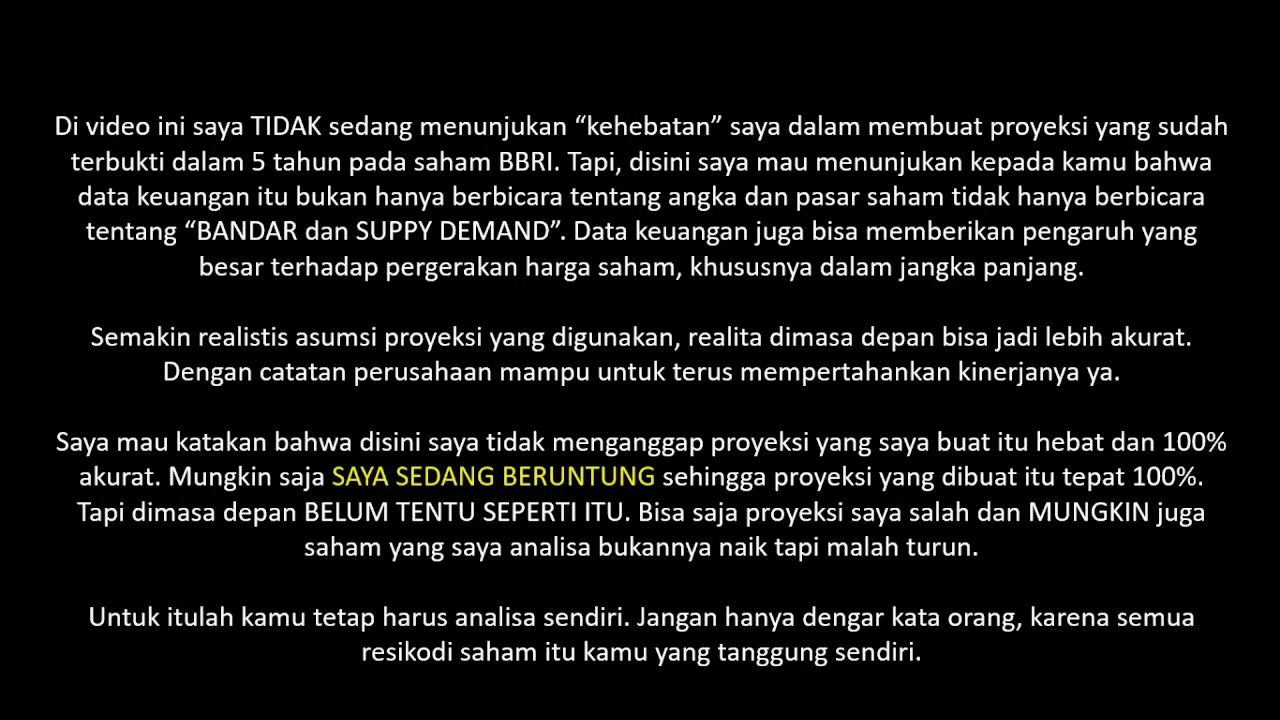 Di video ini saya TIDAK sedang menunjukan “kehebatan” saya dalam membuat proyeksi yang sudah
terbukti dalam 5 tahun pada saham BBRI. Tapi, disini saya mau menunjukan kepada kamu bahwa
data keuangan itu bukan hanya berbicara tentang angka dan pasar saham tidak hanya berbicara
tentang “BANDAR dan SUPPY DEMAND”. Data keuangan juga bisa memberikan pengaruh yang
besar terhadap pergerakan harga saham, khususnya dalam jangka panjang.
Semakin realistis asumsi proyeksi yang digunakan, realita dimasa depan bisa jadi lebih akurat.
Dengan catatan perusahaan mampu untuk terus mempertahankan kinerjanya ya.
Saya mau katakan bahwa disini saya tidak menganggap proyeksi yang saya buat itu hebat dan 100%
akurat. Mungkin saja SAYA SEDANG BERUNTUNG sehingga proyeksi yang dibuat itu tepat 100%.
Tapi dimasa depan BELUM TENTU SEPERTI ITU. Bisa saja proyeksi saya salah dan MUNGKIN juga
saham yang saya analisa bukannya naik tapi malah turun.
Untuk itulah kamu tetap harus analisa sendiri. Jangan hanya dengar kata orang, karena semua
resikodi saham itu kamu yang tanggung sendiri.